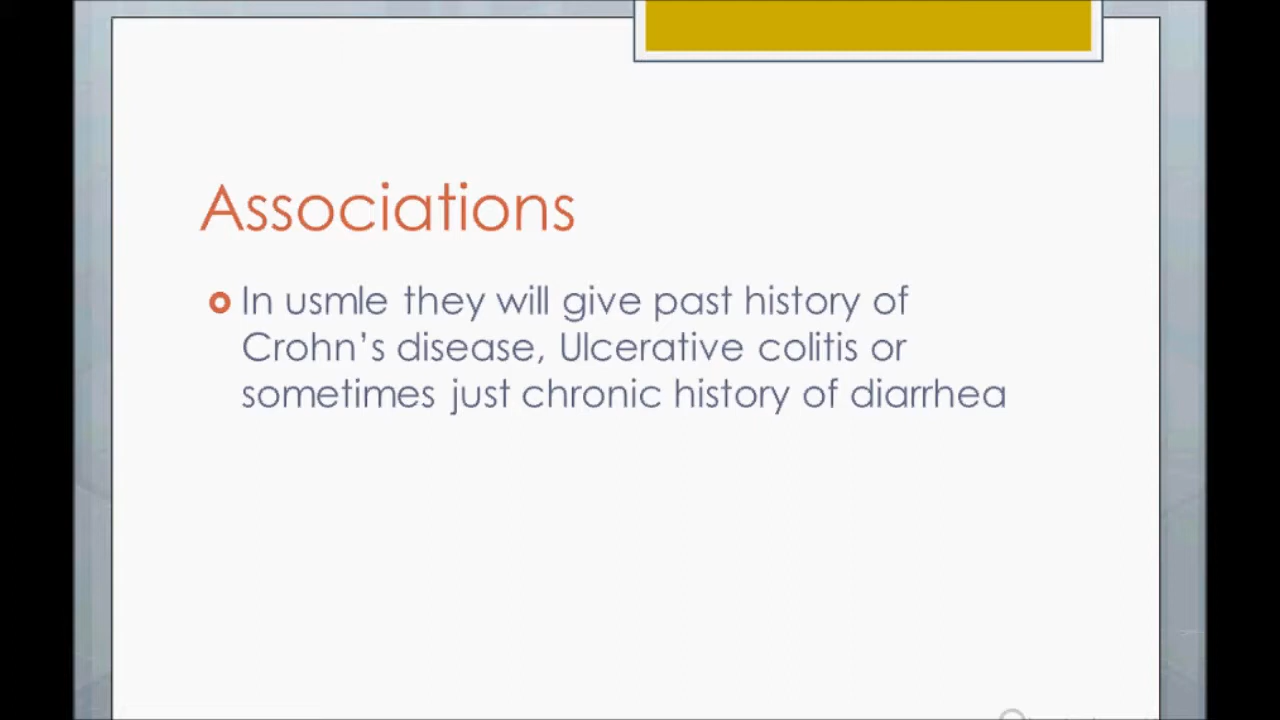 Associations
In usmle they will give past history of
Crohn's disease, Ulcerative colitis or
sometimes just chronic history of diarrhea